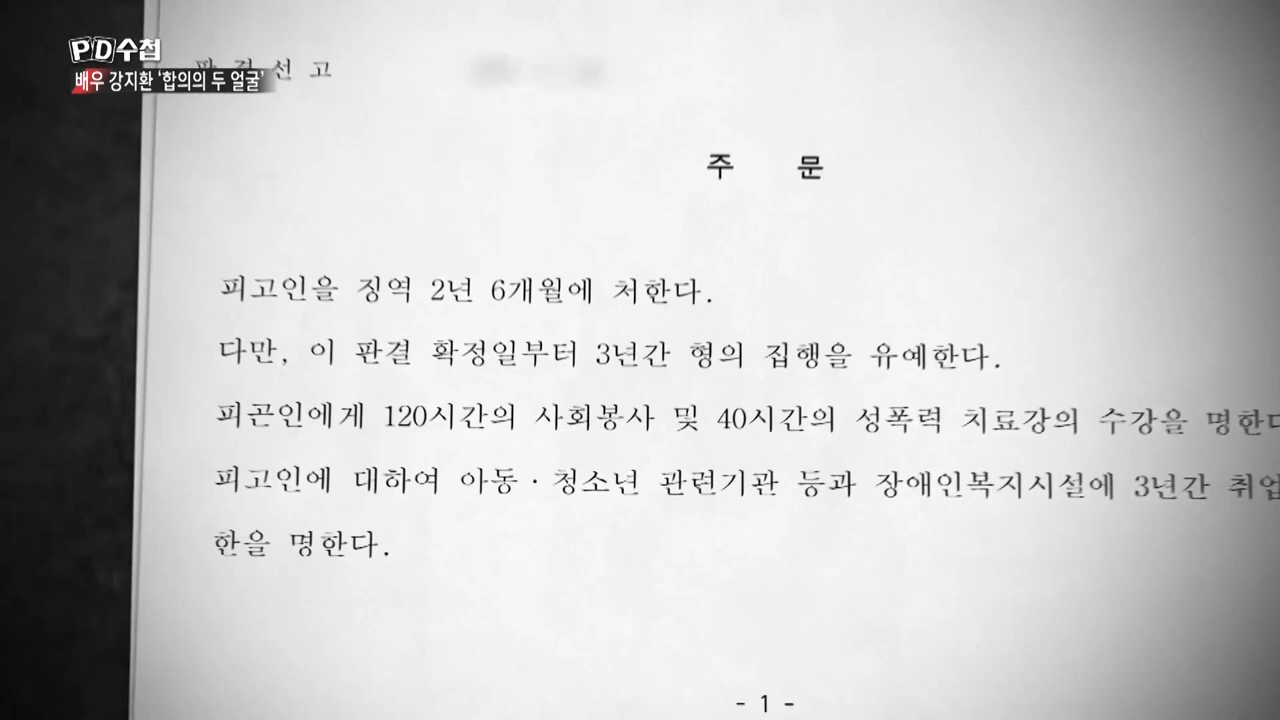 PD수첩
배우 강지환 '합의의 두 얼굴'
선 고
주 문
피고인을 징역 2년 6개월에 처한다.
다만, 이 판결 확정일부터 3년간 형의 집행을 유예한다.
피곤인에게 120시간의 사회봉사 및 40시간의 성폭력 치료강의 수강을 명한다
피고인에 대하여 아동·청소년 관련기관 등과 장애인복지시설에 3년간 취업
한을 명한다.
- 1 -